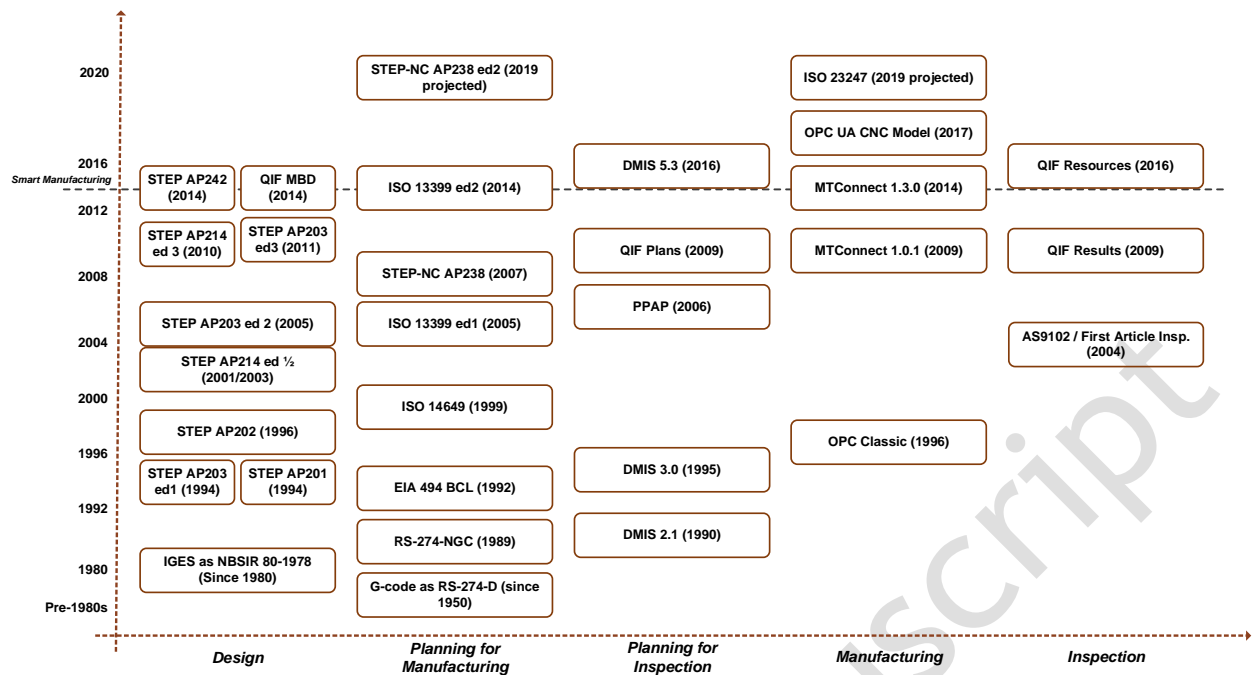 2020
STEP-NC AP238 ed2 (2019
projected)
ISO 23247 (2019 projected)
OPC UA CNC Model (2017)
2016
Smart Manufacturing
DMIS 5.3 (2016)
QIF Resources (2016)
STEP AP242
(2014)
QIF MBD
(2014)
ISO 13399 ed2 (2014)
MTConnect 1.3.0 (2014)
2012
STEP AP214
ed 3 (2010)
STEP AP203
ed3 (2011)
QIF Plans (2009)
MTConnect 1.0.1 (2009)
QIF Results (2009)
2008
STEP-NC AP238 (2007)
PPAP (2006)
STEP AP203 ed 2 (2005)
ISO 13399 ed1 (2005)
2004
AS9102 / First Article Insp.
(2004)
STEP AP214 ed ½
(2001/2003)
2000
ISO 14649 (1999)
STEP AP202 (1996)
OPC Classic (1996)
1996
STEP AP203
ed1 (1994)
STEP AP201
(1994)
EIA 494 BCL (1992)
DMIS 3.0 (1995)
1992
RS-274-NGC (1989)
DMIS 2.1 (1990)
1980
IGES as NBSIR 80-1978
(Since 1980)
G-code as RS-274-D (since
1950)
Pre-1980s
Design
Planning for
Manufacturing
Planning for
Inspection
Manufacturing
Inspection
uscript